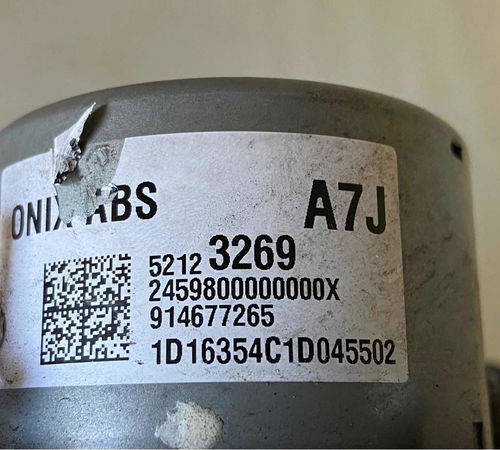 ONIX ABS
A7J
5212 3269
2459800000000X
914677265
1D16354C1D045502